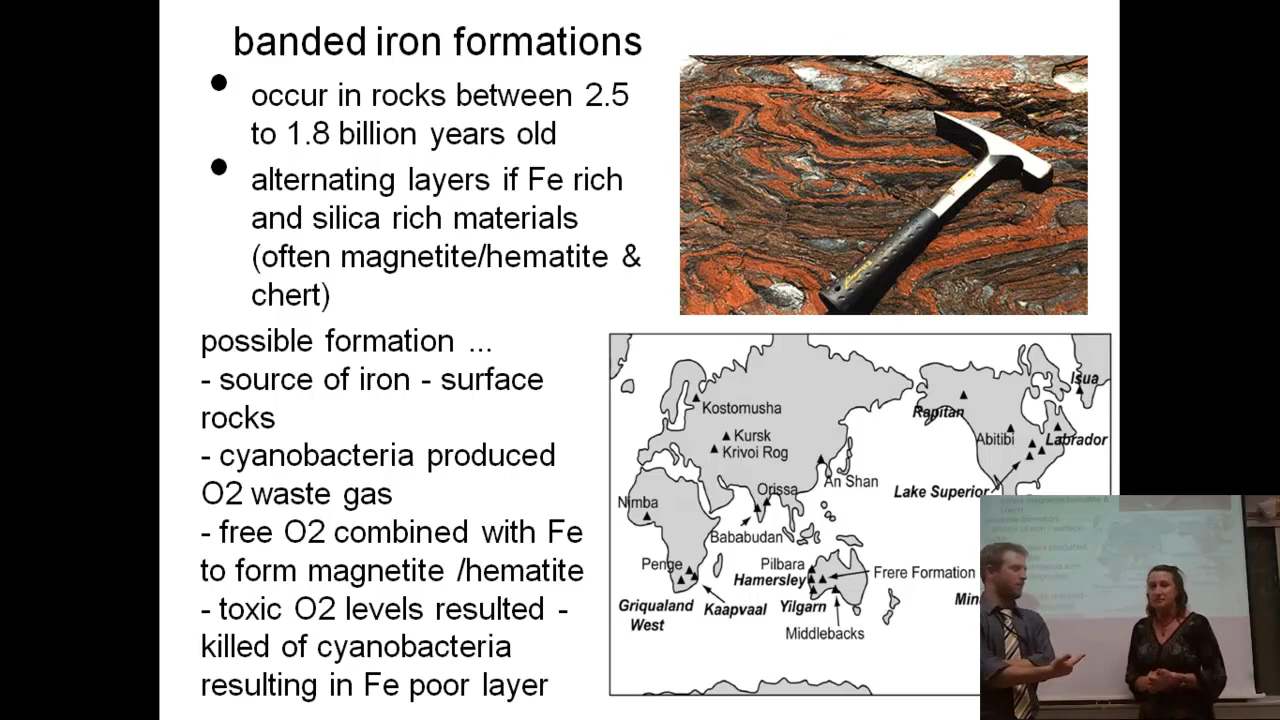 banded iron formations
• occur in rocks between 2.5
to 1.8 billion years old
• alternating layers if Fe rich
and silica rich materials
(often magnetite/hematite &
chert)
possible formation ...
- source of iron - surface
rocks
- cyanobacteria produced
O2 waste gas
- free O2 combined with Fe
to form magnetite /hematite
- toxic O2 levels resulted -
killed of cyanobacteria
resulting in Fe poor layer
Isua
Kostomusha
Rapitan
Kursk
Abitibi
Labrador
Krivoi Rog
An Shan
Orissa
Lake Superior
Nimba
Bababudan
Penge
Pilbara
Frere Formation
Hamersley
Griqualand
West
Kaapvaal
Yilgarn
Min
Middlebacks